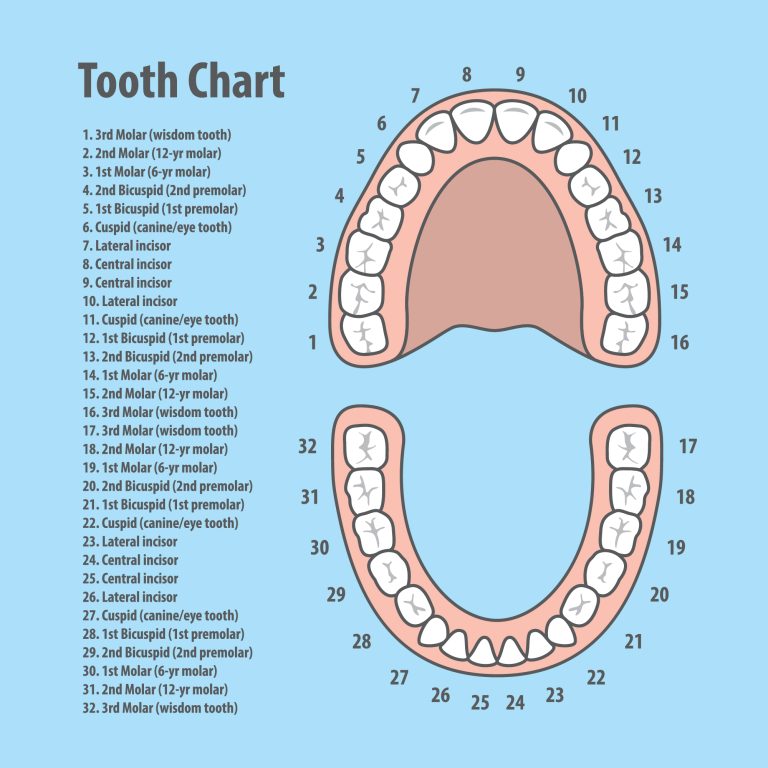 Tooth Chart
1. 3rd Molar (wisdom tooth)
2. 2nd Molar (12-yr molar)
3. 1st Molar (6-yr molar)
4. 2nd Bicuspid (2nd premolar)
5. 1st Bicuspid (1st premolar)
6. Cuspid (canine/eye tooth)
7. Lateral incisor
8. Central incisor
9. Central incisor
10. Lateral incisor
11. Cuspid (canine/eye tooth)
12. 1st Bicuspid (1st premolar)
13. 2nd Bicuspid (2nd premolar)
14. 1st Molar (6-yr molar)
15. 2nd Molar (12-yr molar)
16. 3rd Molar (wisdom tooth)
17. 3rd Molar (wisdom tooth)
18. 2nd Molar (12-yr molar)
19. 1st Molar (6-yr molar)
20. 2nd Bicuspid (2nd premolar)
21. 1st Bicuspid (1st premolar)
22. Cuspid (canine/eye tooth)
23. Lateral incisor
24. Central incisor
25. Central incisor
26. Lateral incisor
27. Cuspid (canine/eye tooth)
28. 1st Bicuspid (1st premolar)
29. 2nd Bicuspid (2nd premolar)
30. 1st Molar (6-yr molar)
31. 2nd Molar (12-yr molar)
32. 3rd Molar (wisdom tooth)
1
2
3
4
5
6
7
8
9
10
11
12
13
14
15
16
17
18
19
20
21
22
23
24
25
26
27
28
29
30
31
32